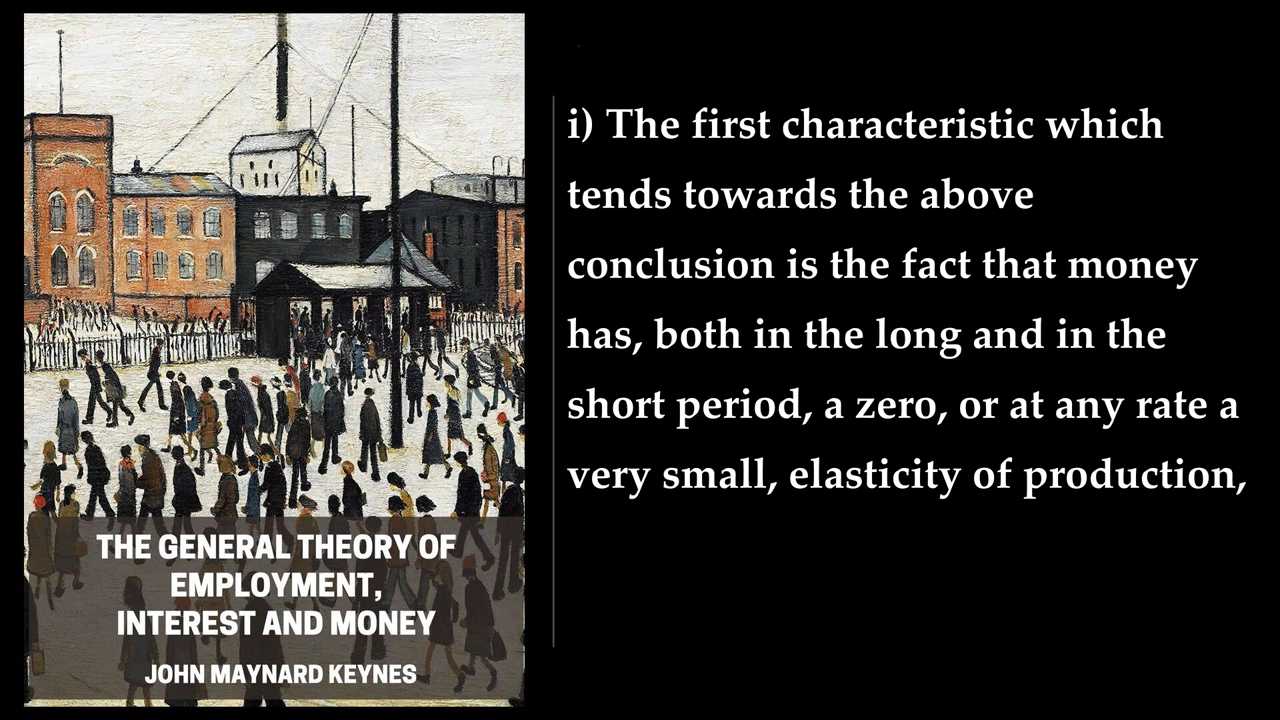 THE GENERAL THEORY OF
EMPLOYMENT,
INTEREST AND MONEY
JOHN MAYNARD KEYNES
i) The first characteristic which
tends towards the above
conclusion is the fact that money
has, both in the long and in the
short period, a zero, or at any rate a
very small, elasticity of production,